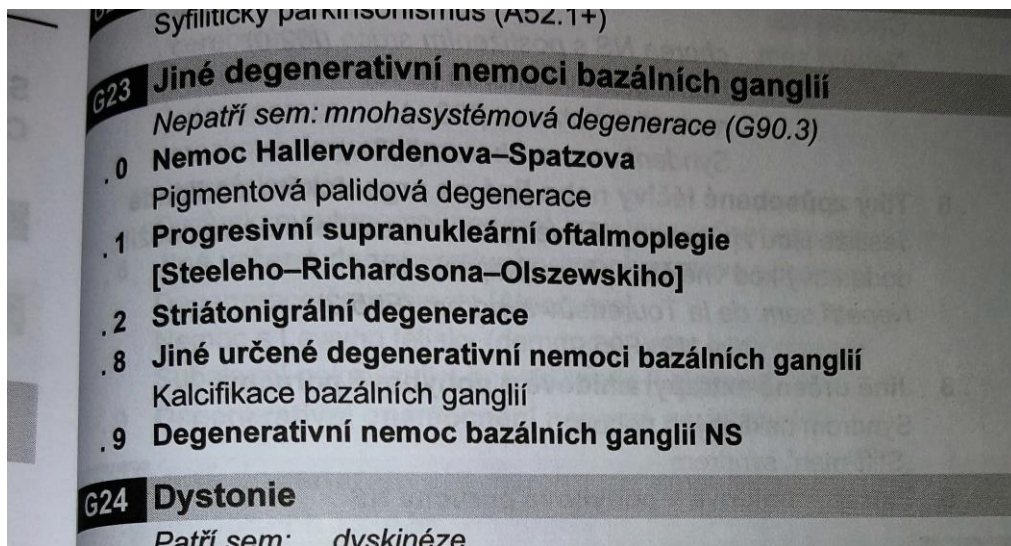 Syfilitický parkinsonismus (A52.1+)
G23 Jiné degenerativní nemoci bazálních ganglií
Nepatří sem: mnohasystémová degenerace (G90.3)
.0 Nemoc Hallervordenova–Spatzova
Pigmentová palidová degenerace
.1 Progresivní supranukleární oftalmoplegie
[Steeleho–Richardsona–Olszewskiho]
.2 Striátonigrální degenerace
.8 Jiné určené degenerativní nemoci bazálních ganglií
Kalcifikace bazálních ganglií
.9 Degenerativní nemoc bazálních ganglií NS
G24 Dystonie
Patří sem: dyskinéze